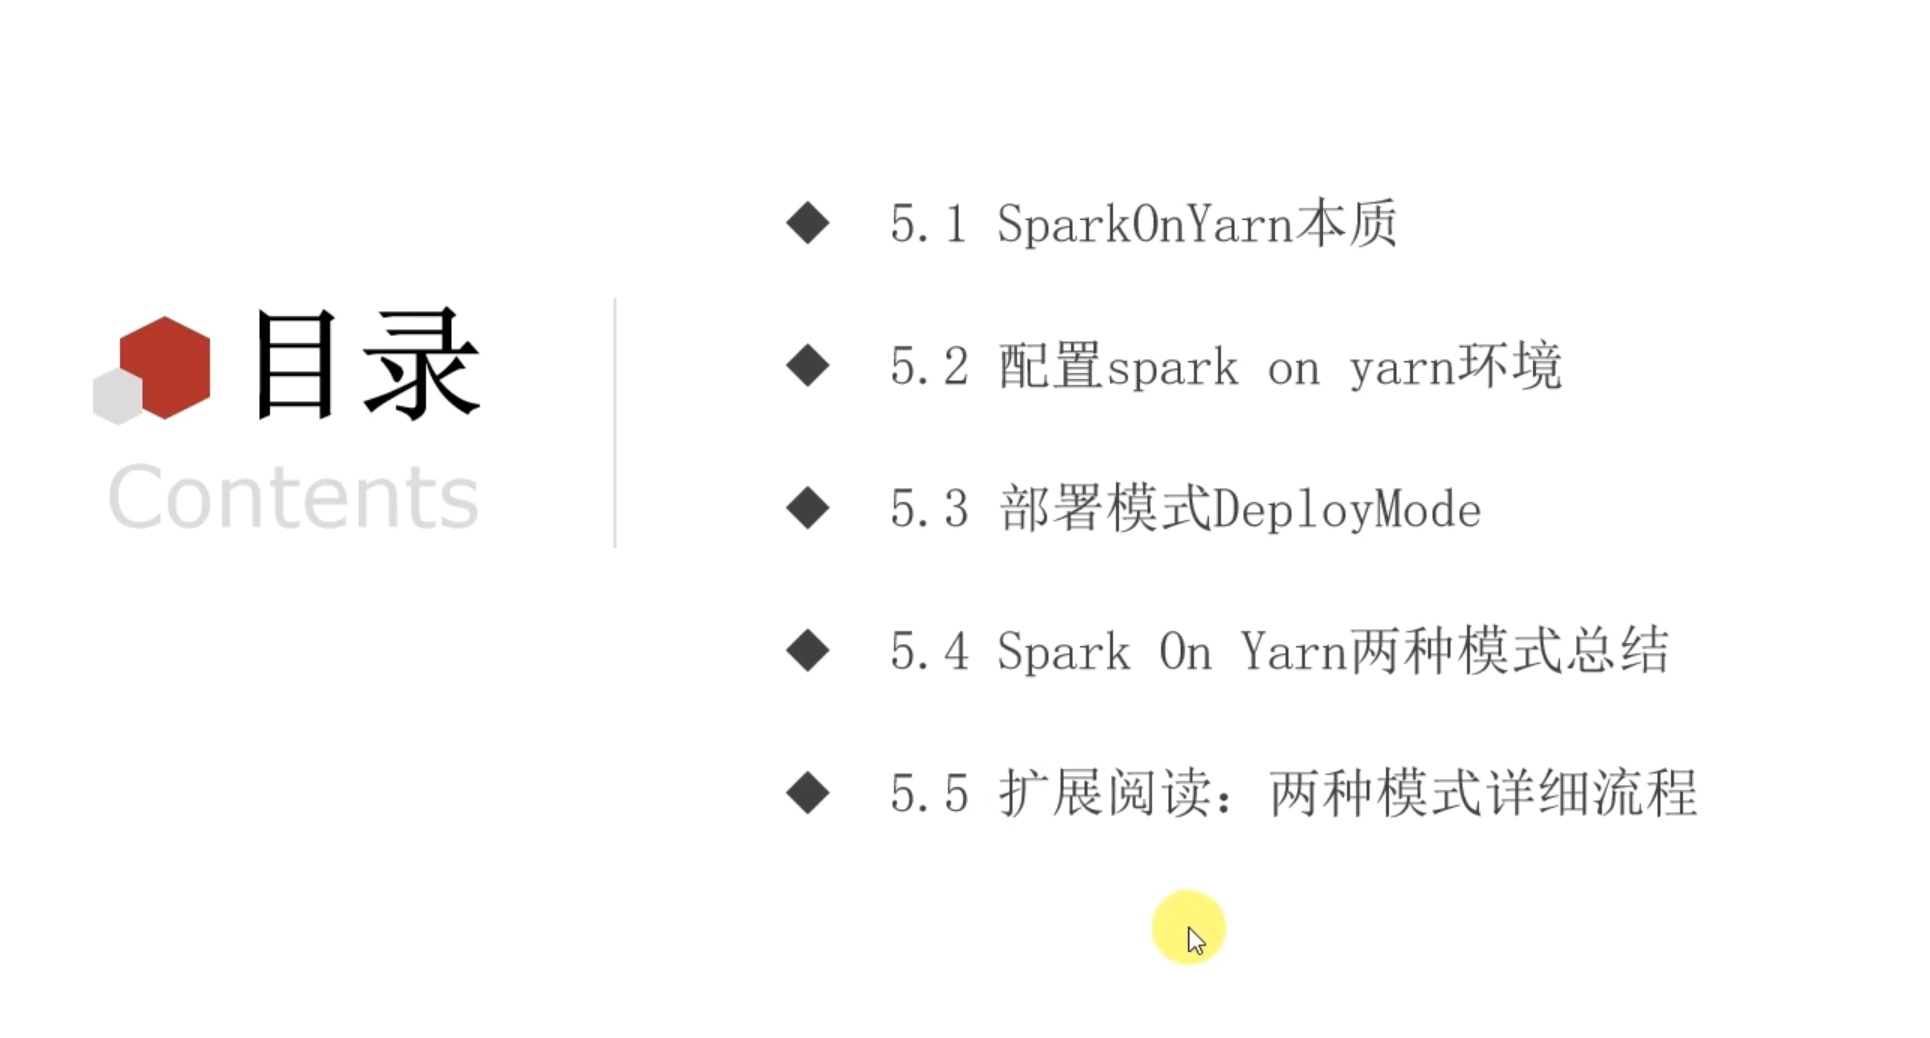 目录
Contents
5.1 SparkOnYarn本质
5.2 配置spark on yarn环境
5.3 部署模式DeployMode
5.4 Spark On Yarn两种模式总结
5.5 扩展阅读：两种模式详细流程